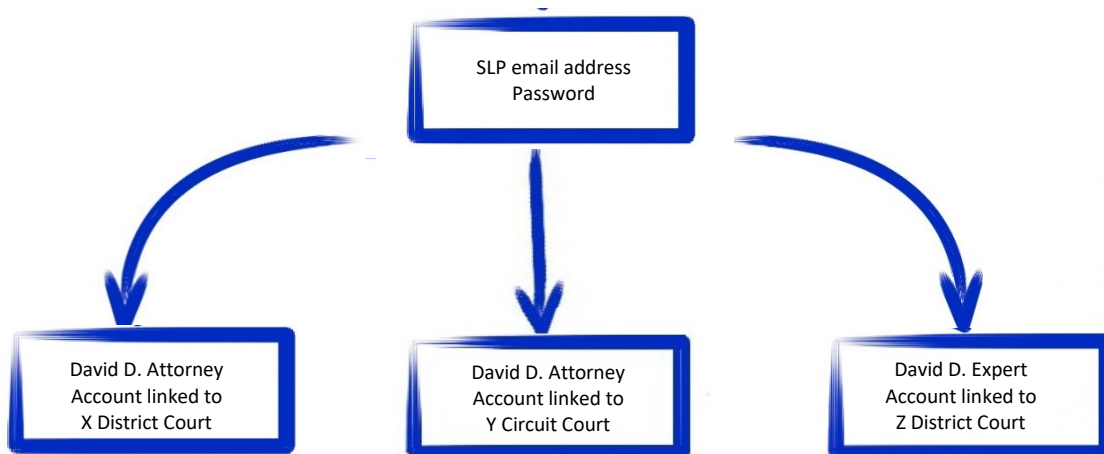 SLP email address
Password
David D. Attorney
Account linked to
X District Court
David D. Attorney
Account linked to
Y Circuit Court
David D. Expert
Account linked to
Z District Court